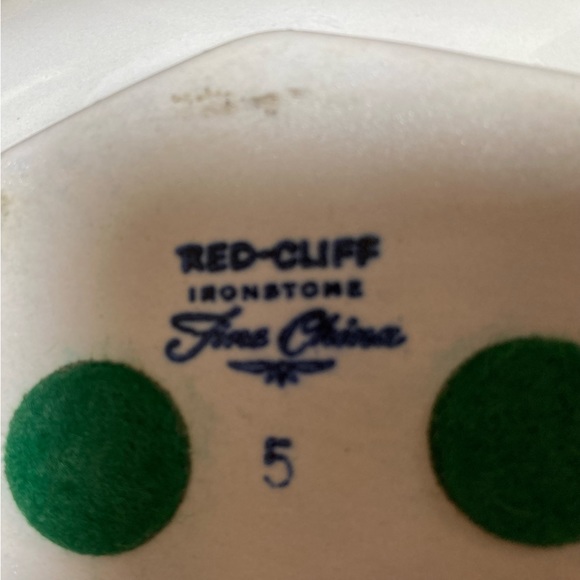 RED-CLIFF
IRONSTONE
Fine China
5